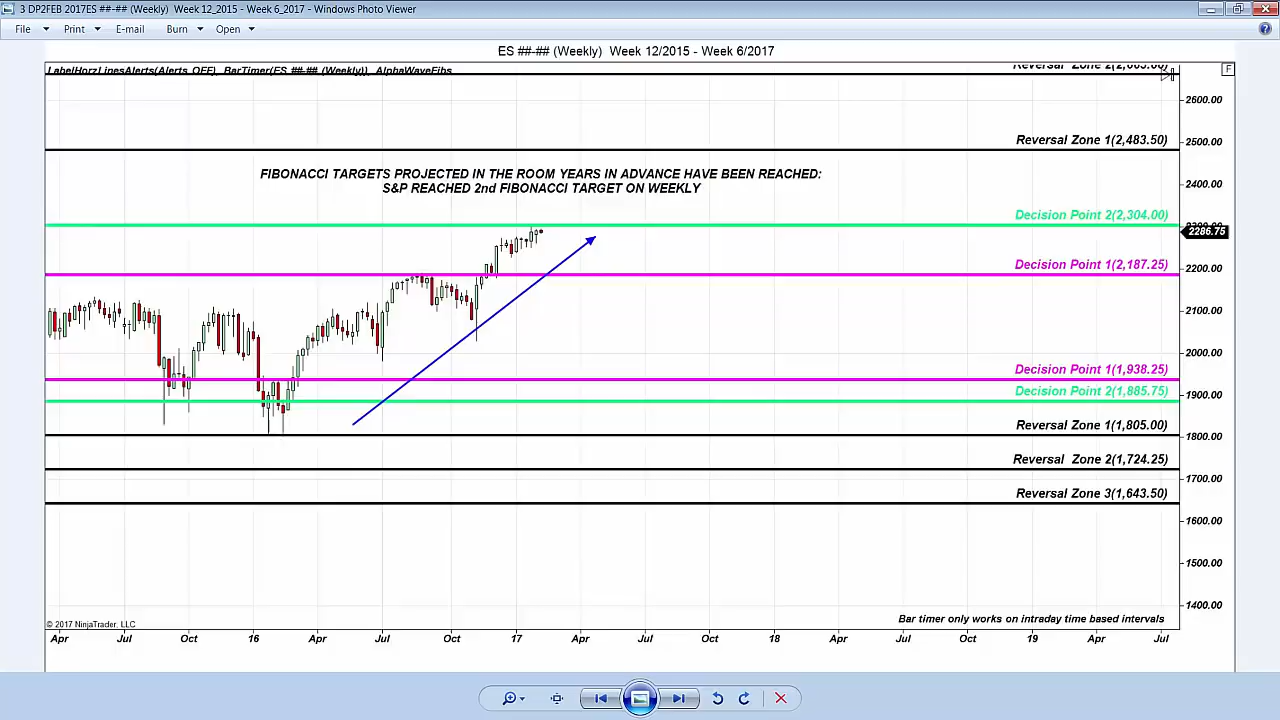 3 DP2FEB 2017ES ##-## (Weekly)  Week 12_2015 - Week 6_2017 - Windows Photo Viewer
File Print E-mail Burn Open
ES ##-## (Weekly)  Week 12/2015 - Week 6/2017
LabelHorzLinesAlerts(Alerts OFF), BarTimer(ES ##-## (Weekly)), AlphaWaveFibs
F
2600.00
Reversal Zone 1(2,483.50)
2500.00
FIBONACCI TARGETS PROJECTED IN THE ROOM YEARS IN ADVANCE HAVE BEEN REACHED:
S&P REACHED 2nd FIBONACCI TARGET ON WEEKLY
2400.00
Decision Point 2(2,304.00)
2286.75
Decision Point 1(2,187.25)
2200.00
2100.00
2000.00
Decision Point 1(1,938.25)
Decision Point 2(1,885.75)
1900.00
Reversal Zone 1(1,805.00)
1800.00
Reversal  Zone 2(1,724.25)
1700.00
Reversal Zone 3(1,643.50)
1600.00
1500.00
1400.00
© 2017 NinjaTrader, LLC
Bar timer only works on intraday time based intervals
Apr Jul Oct 16 Apr Jul Oct 17 Apr Jul Oct 18 Apr Jul Oct 19 Apr Jul